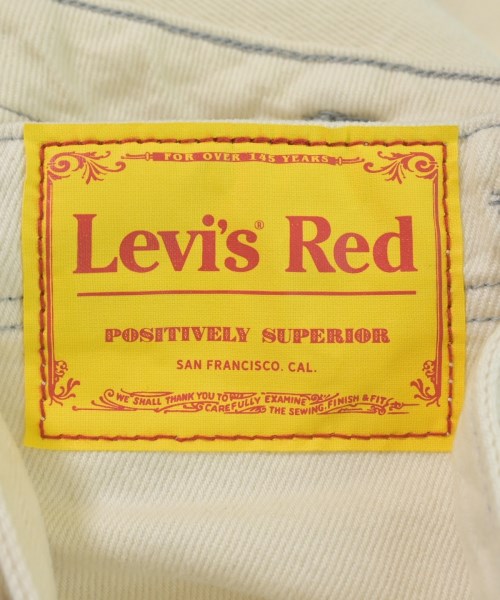 FOR OVER 145 YEARS
Levi's® Red
POSITIVELY SUPERIOR
SAN FRANCISCO. CAL.
WE SHALL THANK YOU TO CAREFULLY EXAMINE THE SEWING, FINISH & FIT